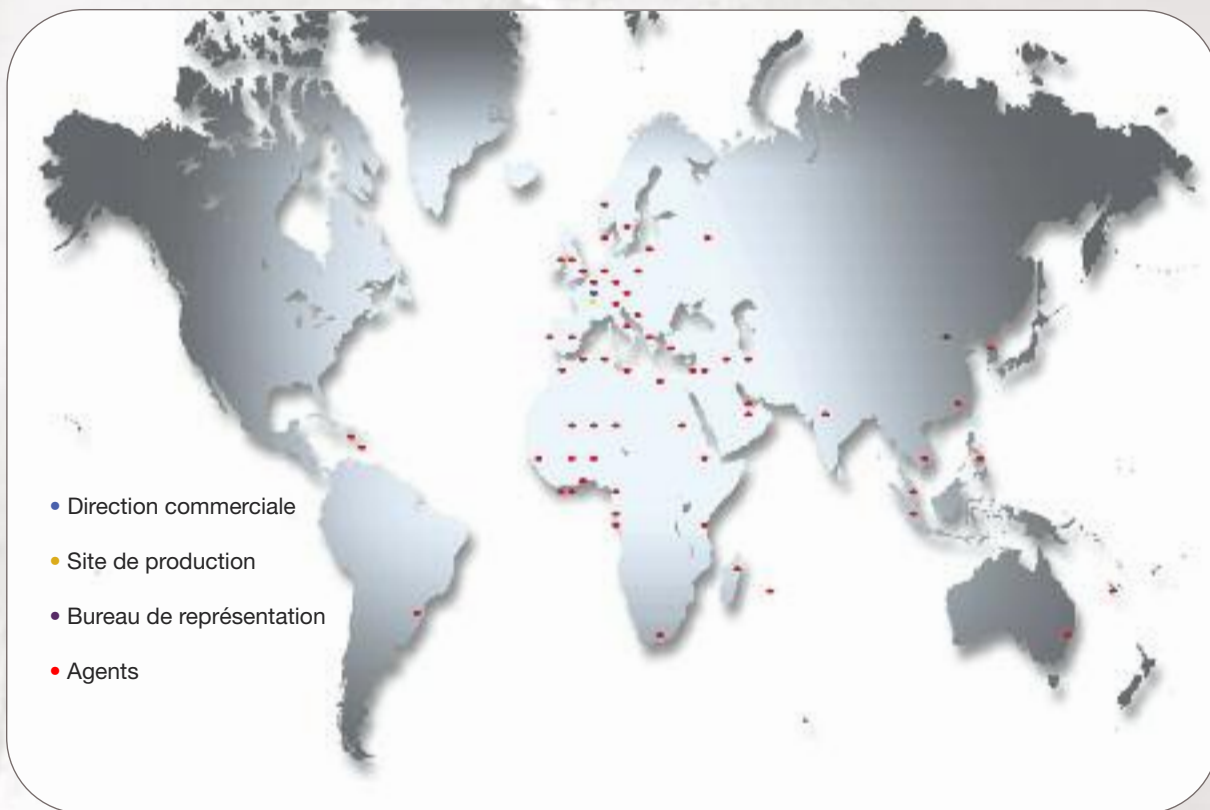 Direction commerciale
Site de production
Bureau de représentation
Agents